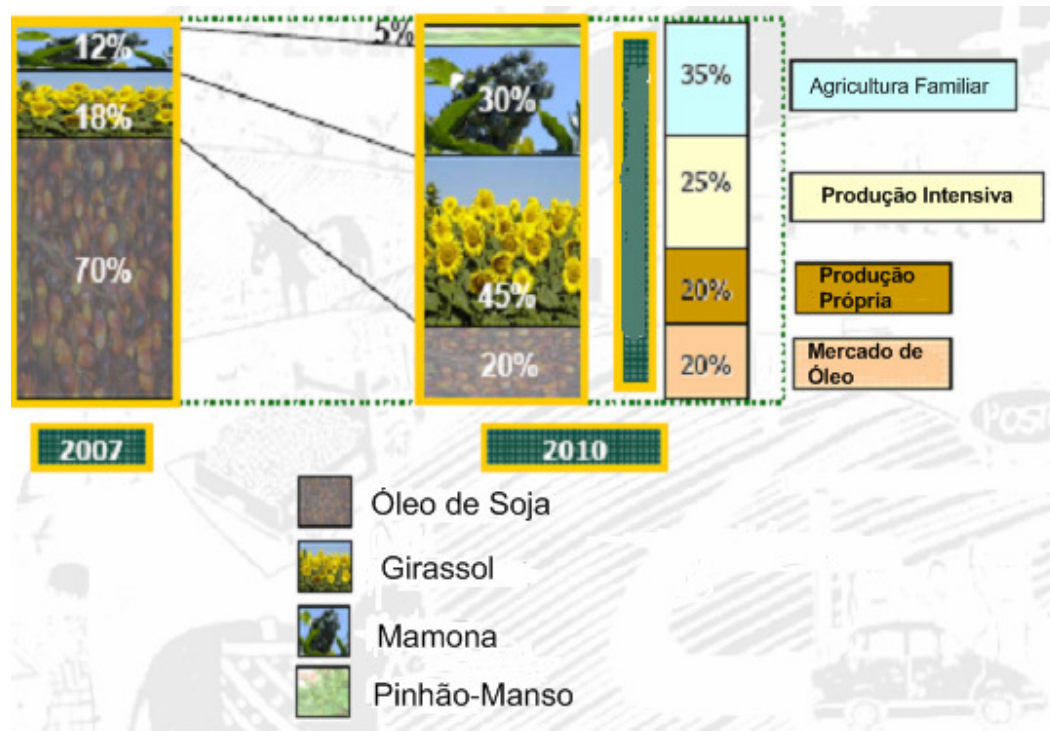 12%
18%
70%
5%
30%
45%
20%
35%
25%
20%
20%
Agricultura Familiar
Produção Intensiva
Produção
Própria
Mercado de
Óleo
2007
2010
Óleo de Soja
Girassol
Mamona
Pinhão-Manso